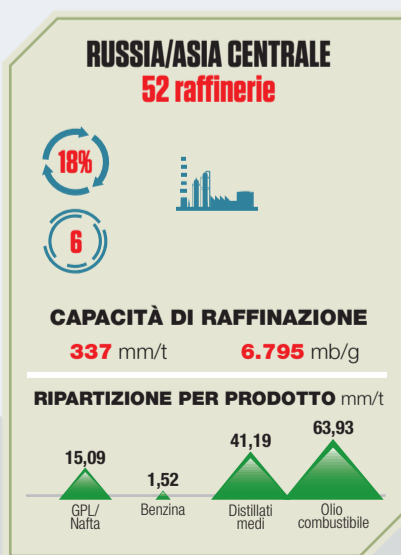 RUSSIA/ASIA CENTRALE
52 raffinerie
18%
6
CAPACITÀ DI RAFFINAZIONE
337 mm/t 6.795 mb/g
RIPARTIZIONE PER PRODOTTO mm/t
15,09 1,52 41,19 63,93
GPL/ Benzina Distillati Olio
Nafta medi combustibile